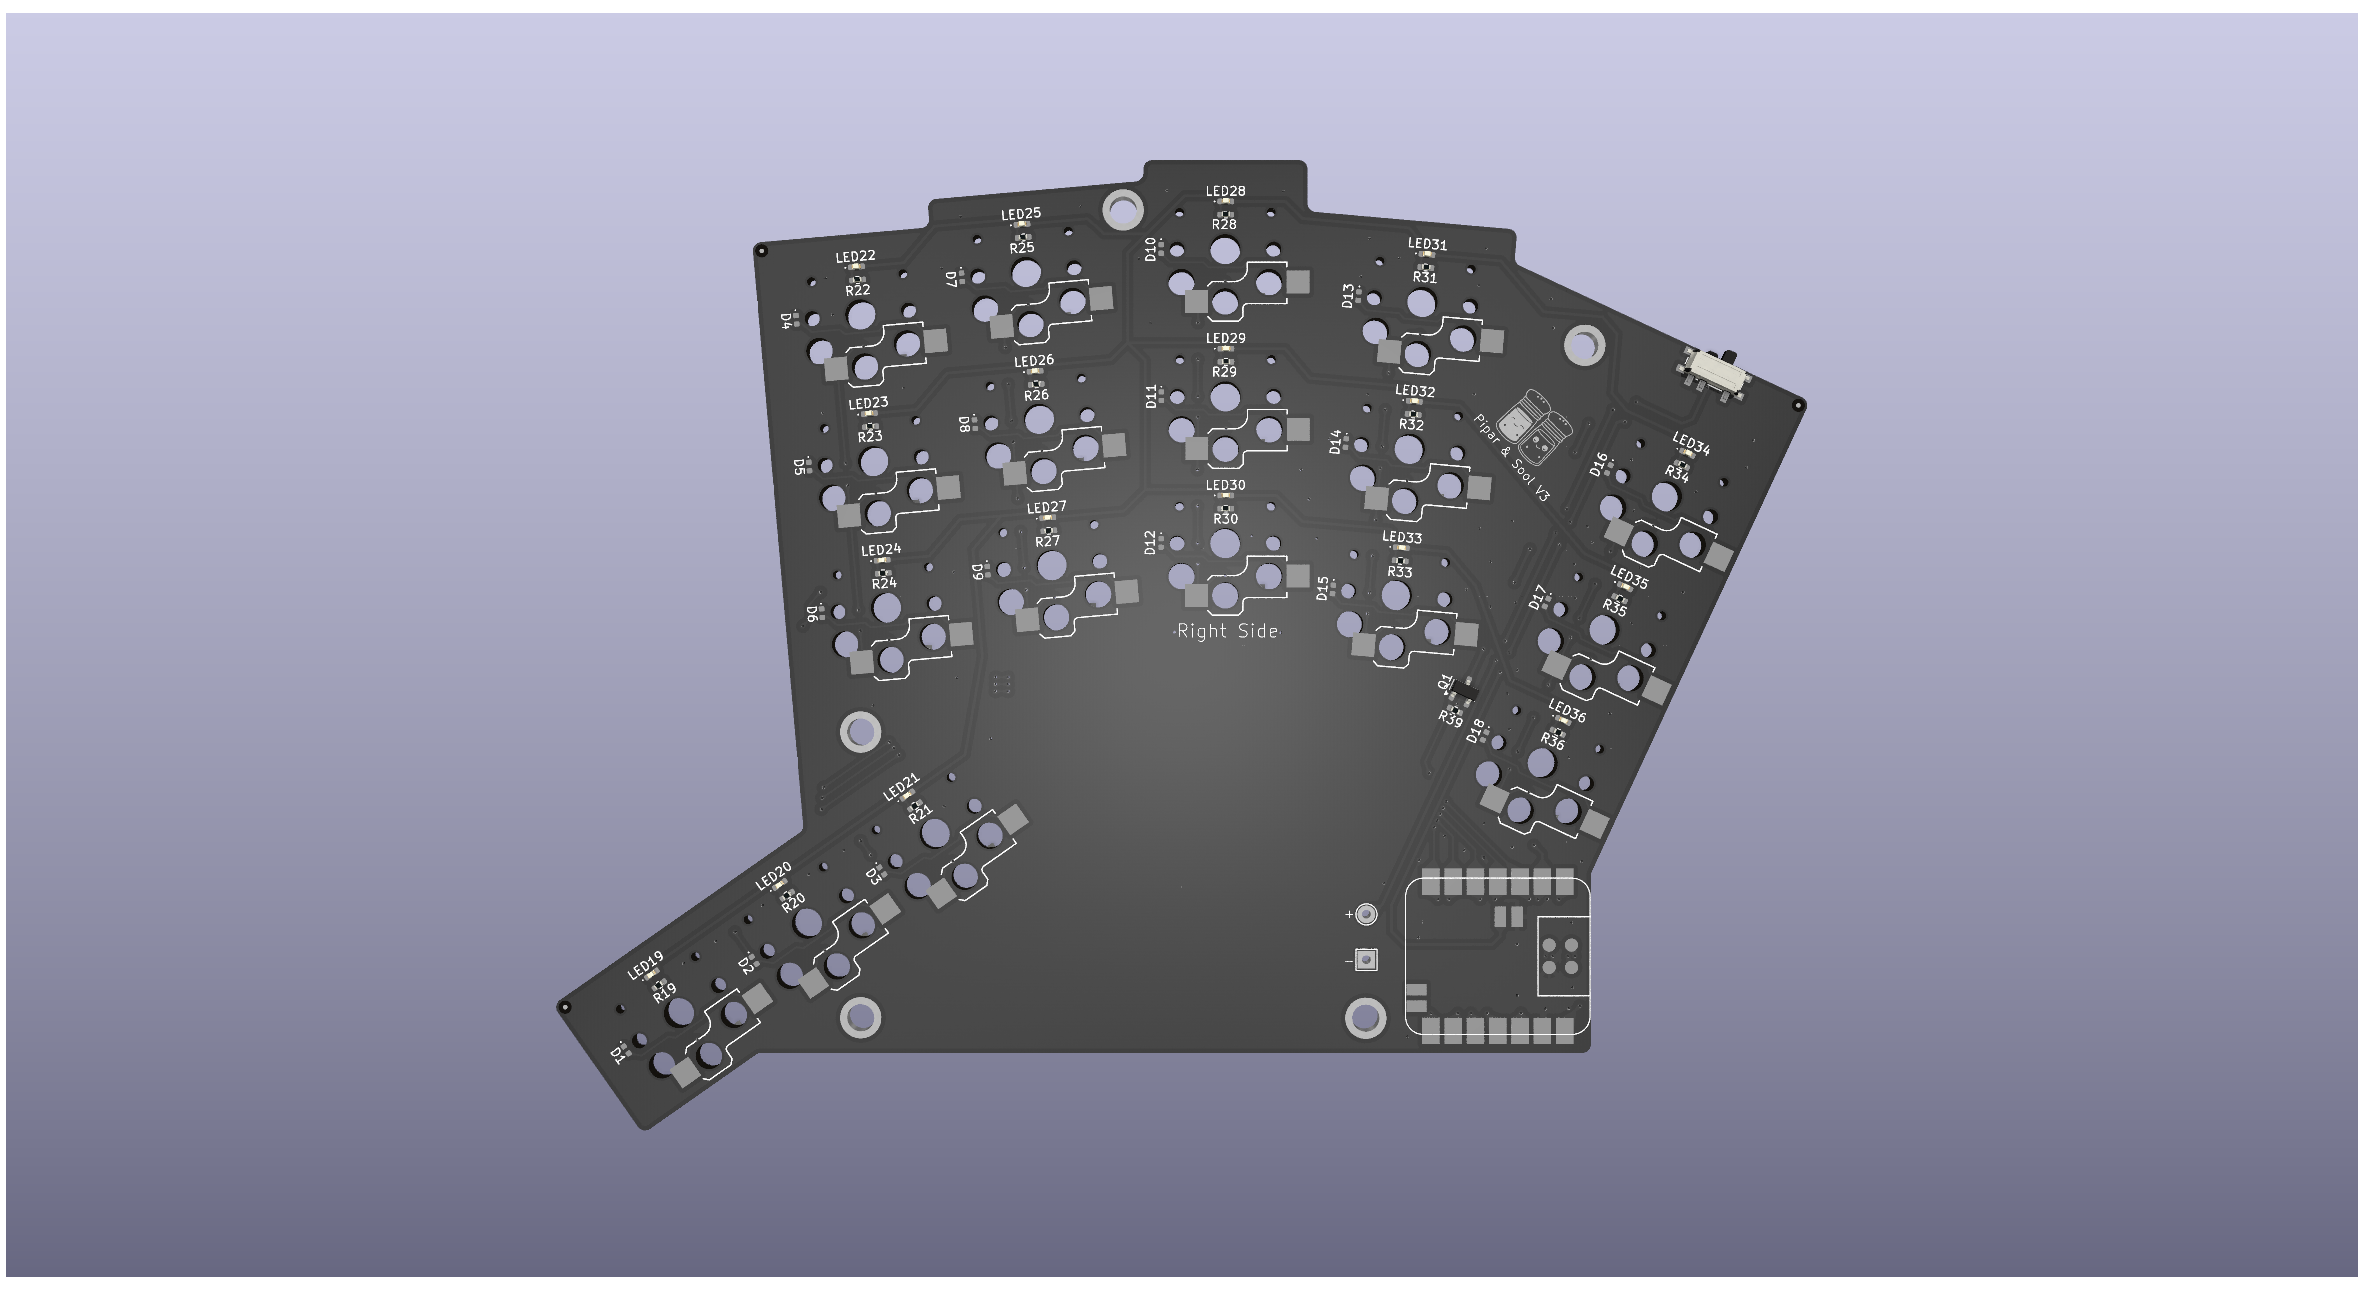 LED28
R28
D10
LED25
R25
D7
LED31
R31
D13
LED22
R22
D4
LED29
R29
D11
LED26
R26
D8
LED32
R32
D14
LED23
R23
D5
Pipar & Sool V3
LED34
R34
D16
LED30
R30
D12
LED27
R27
D9
LED33
R33
D15
LED24
R24
D6
LED35
R35
D17
-Right Side-
Q1
R39
LED36
R36
D18
LED21
R21
D3
LED20
R20
D2
LED19
R19
D1
+
-